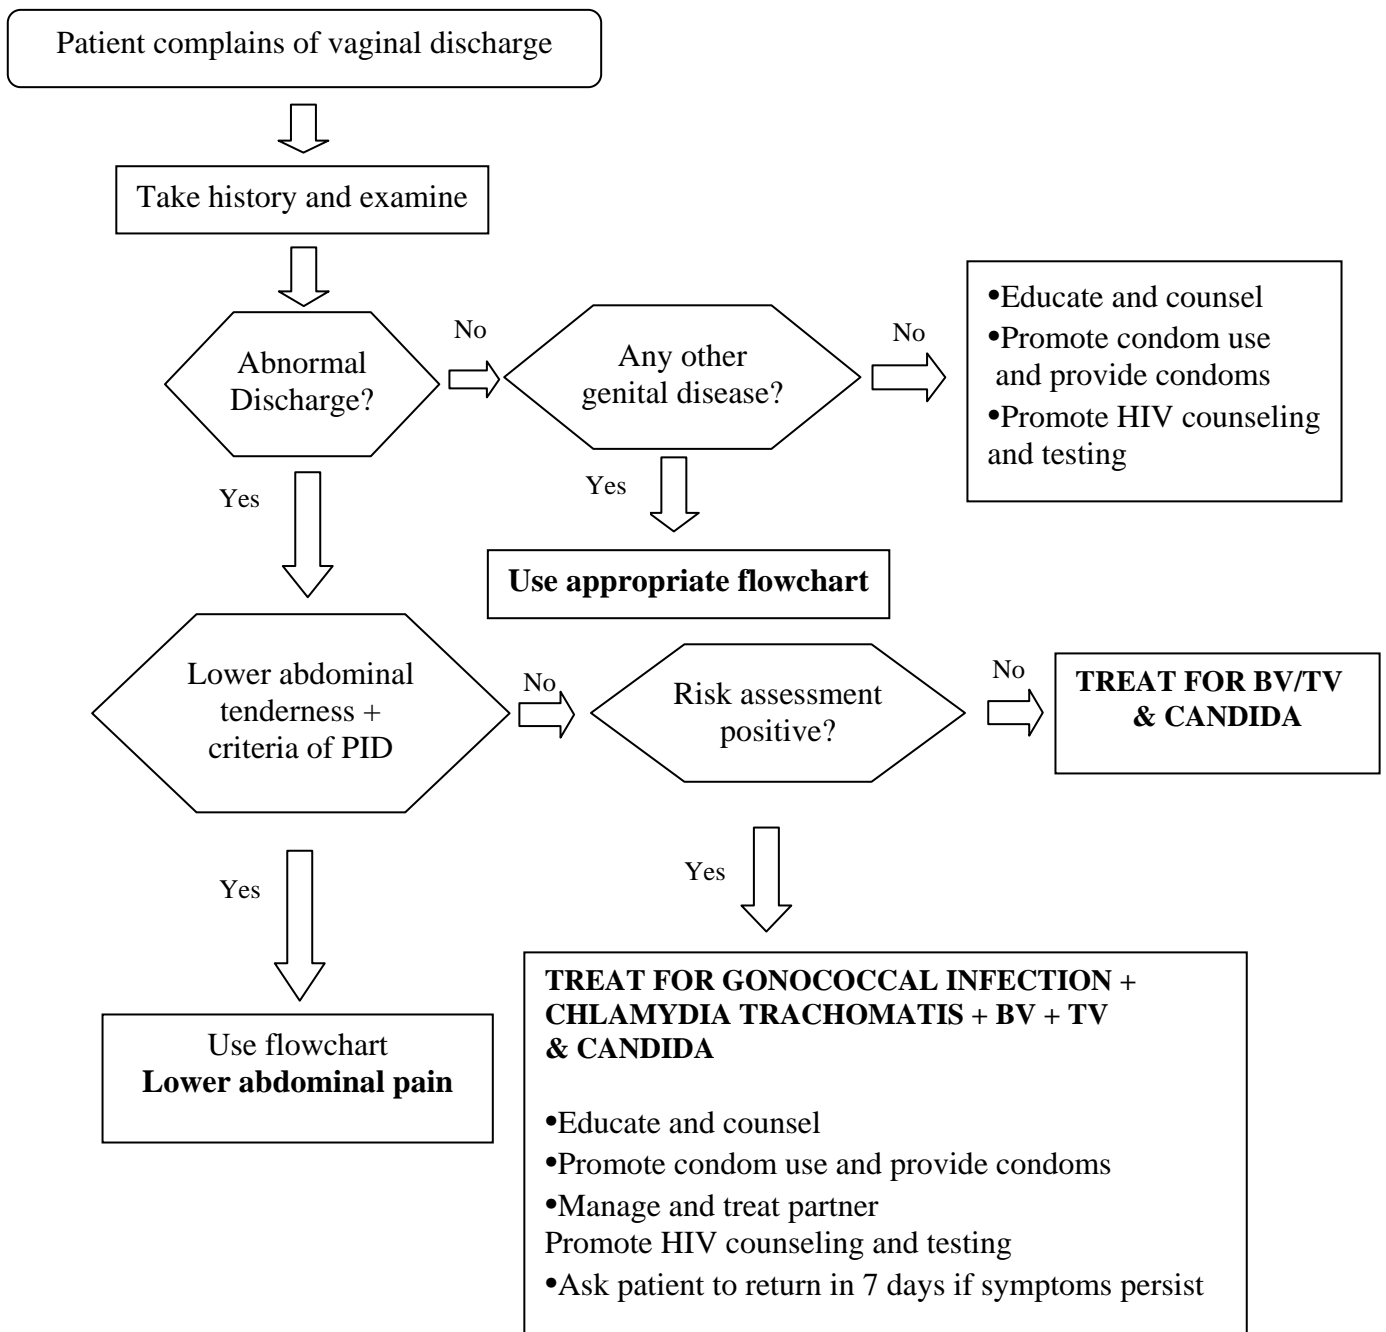 Patient complains of vaginal discharge
Take history and examine
Abnormal
Discharge?
No
Any other
genital disease?
No
•Educate and counsel
•Promote condom use
and provide condoms
•Promote HIV counseling
and testing
Yes
Yes
Use appropriate flowchart
Lower abdominal
tenderness +
criteria of PID
No
Risk assessment
positive?
No
TREAT FOR BV/TV
& CANDIDA
Yes
Yes
Use flowchart
Lower abdominal pain
TREAT FOR GONOCOCCAL INFECTION +
CHLAMYDIA TRACHOMATIS + BV + TV
& CANDIDA
•Educate and counsel
•Promote condom use and provide condoms
•Manage and treat partner
Promote HIV counseling and testing
•Ask patient to return in 7 days if symptoms persist